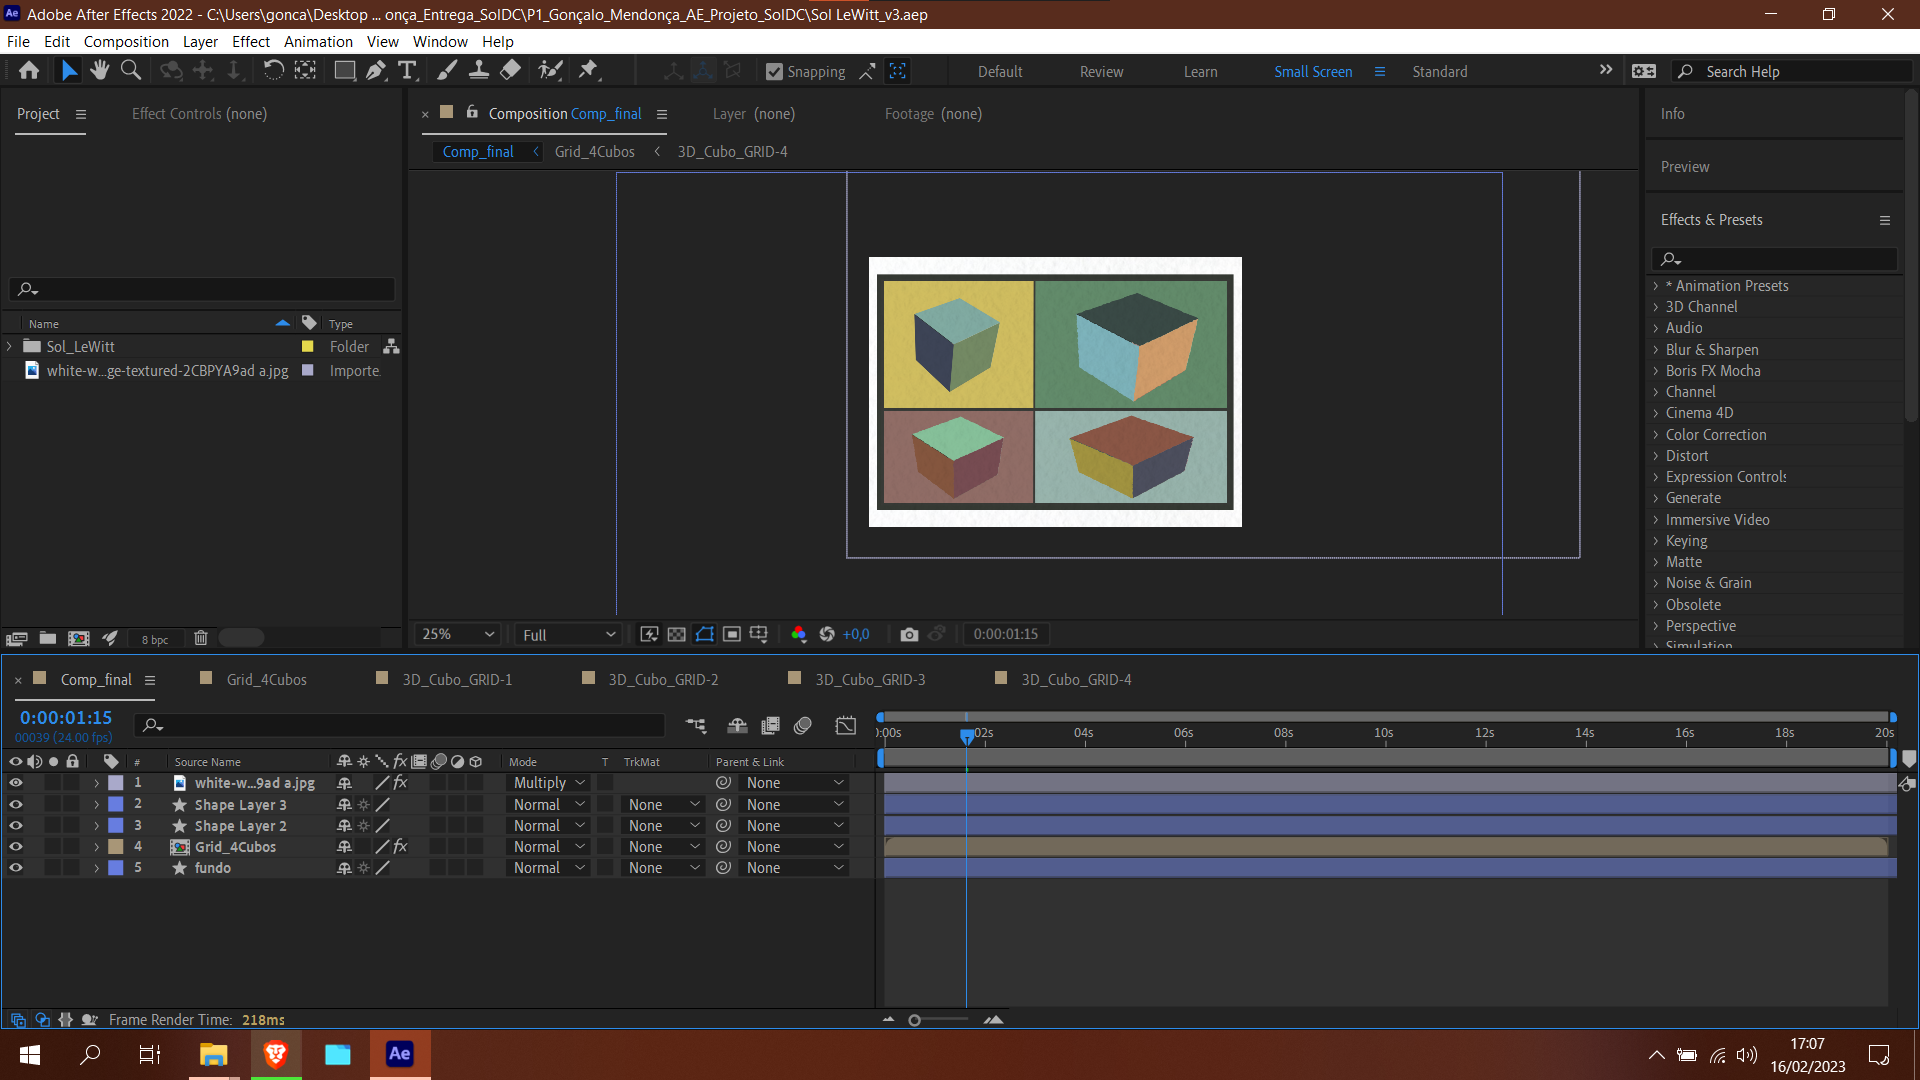 Ae Adobe After Effects 2022 - C:\Users\gonca\Desktop ... onça_Entrega_SolDC\P1_Gonçalo_Mendonça_AE_Projeto_SolDC\Sol LeWitt_v3.aep
File Edit Composition Layer Effect Animation View Window Help
Snapping Default Review Learn Small Screen Standard Search Help
Project Effect Controls (none) Composition Comp_final Layer (none) Footage (none) Info
Comp_final Grid_4Cubos 3D_Cubo_GRID-4
Preview
Effects & Presets
* Animation Presets
3D Channel
Audio
Blur & Sharpen
Boris FX Mocha
Channel
Cinema 4D
Color Correction
Distort
Expression Controls
Generate
Immersive Video
Keying
Matte
Noise & Grain
Obsolete
Perspective
Simulation
Name Type
Sol_LeWitt Folder
white-w...ge-textured-2CBPYA9ad a.jpg Importe
8 bpc
25% Full +0,0 0:00:01:15
Comp_final Grid_4Cubos 3D_Cubo_GRID-1 3D_Cubo_GRID-2 3D_Cubo_GRID-3 3D_Cubo_GRID-4
0:00:01:15
00039 (24.00 fps)
):00s 02s 04s 06s 08s 10s 12s 14s 16s 18s 20s
# Source Name fx Mode T TrkMat Parent & Link
1 white-w...9ad a.jpg fx Multiply None
2 Shape Layer 3 Normal None None
3 Shape Layer 2 Normal None None
4 Grid_4Cubos fx Normal None None
5 fundo Normal None None
Frame Render Time: 218ms
Ae
17:07
16/02/2023